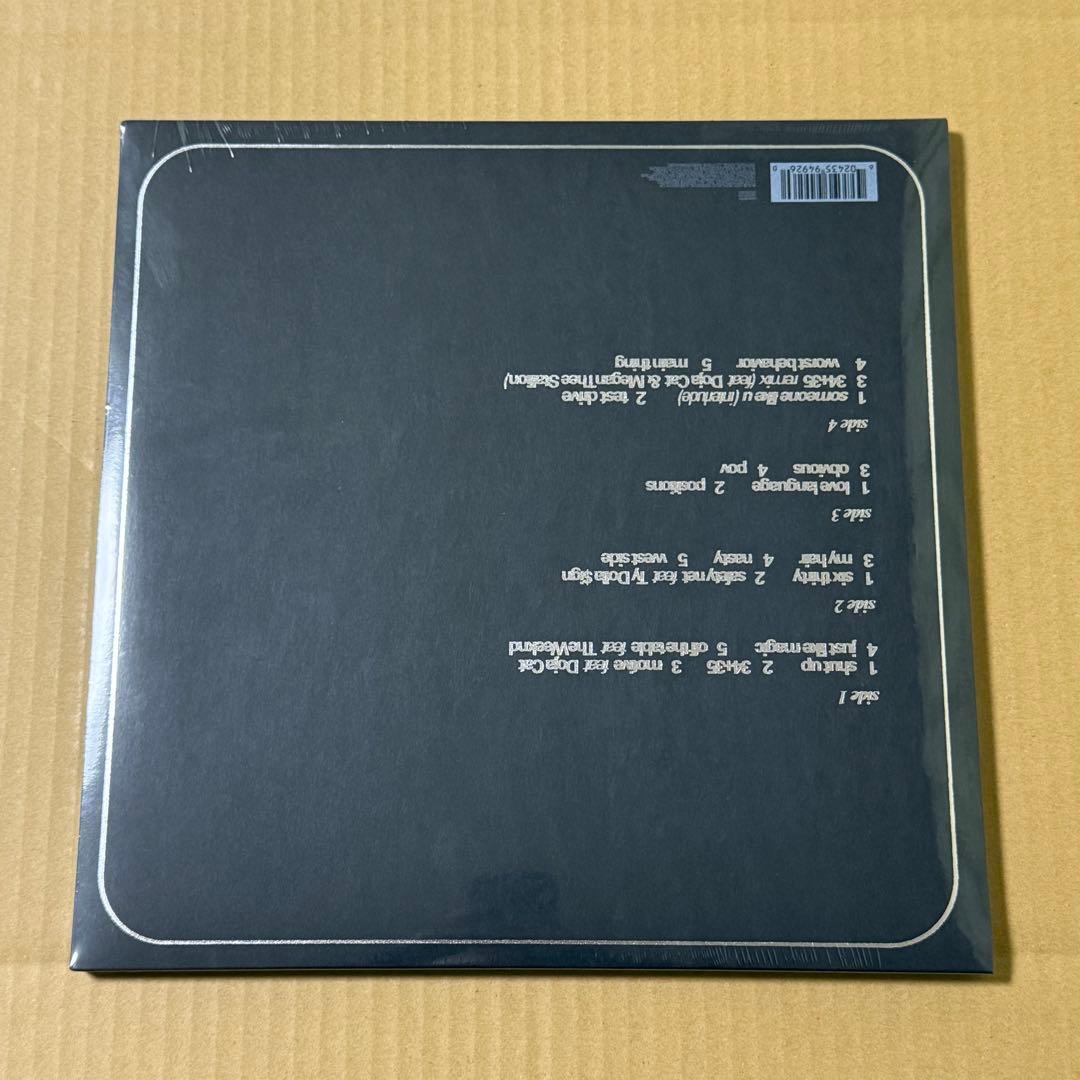 side 1
1 shut up 2 34+35 3 motive feat. Doja Cat
4 just like magic 5 off the table feat. The Weeknd
side 2
1 six thirty 2 safety net feat. Ty Dolla $ign
3 my hair 4 nasty 5 west side
side 3
1 love language 2 positions
3 obvious 4 pov
side 4
1 someone like u (interlude) 2 test drive
3 34+35 remix (feat. Doja Cat & Megan Thee Stallion)
4 worst behavior 5 main thing
6 02435 94926 0